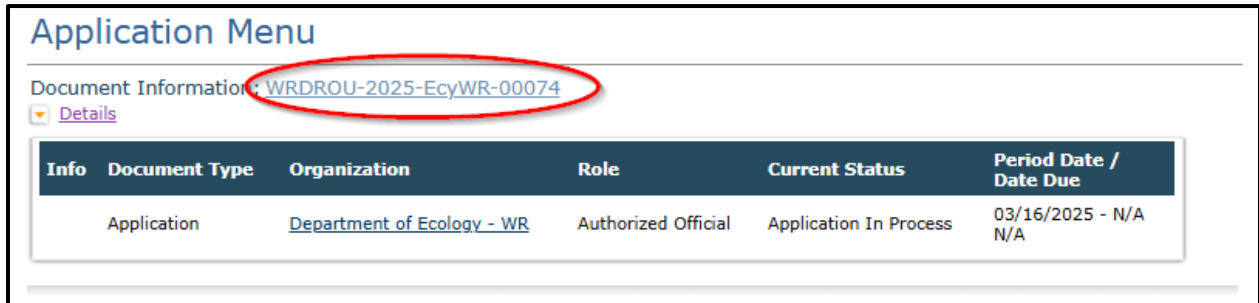 Application Menu
Document Information: WRDROU-2025-EcyWR-00074
Details
Info Document Type Organization Role Current Status Period Date / Date Due
Application Department of Ecology - WR Authorized Official Application In Process 03/16/2025 - N/A N/A